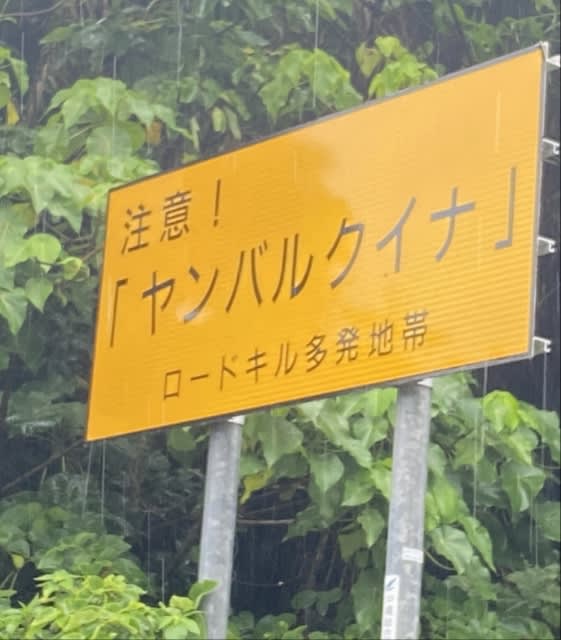 注意！
「ヤンバルクイナ」
ロードキル多発地帯